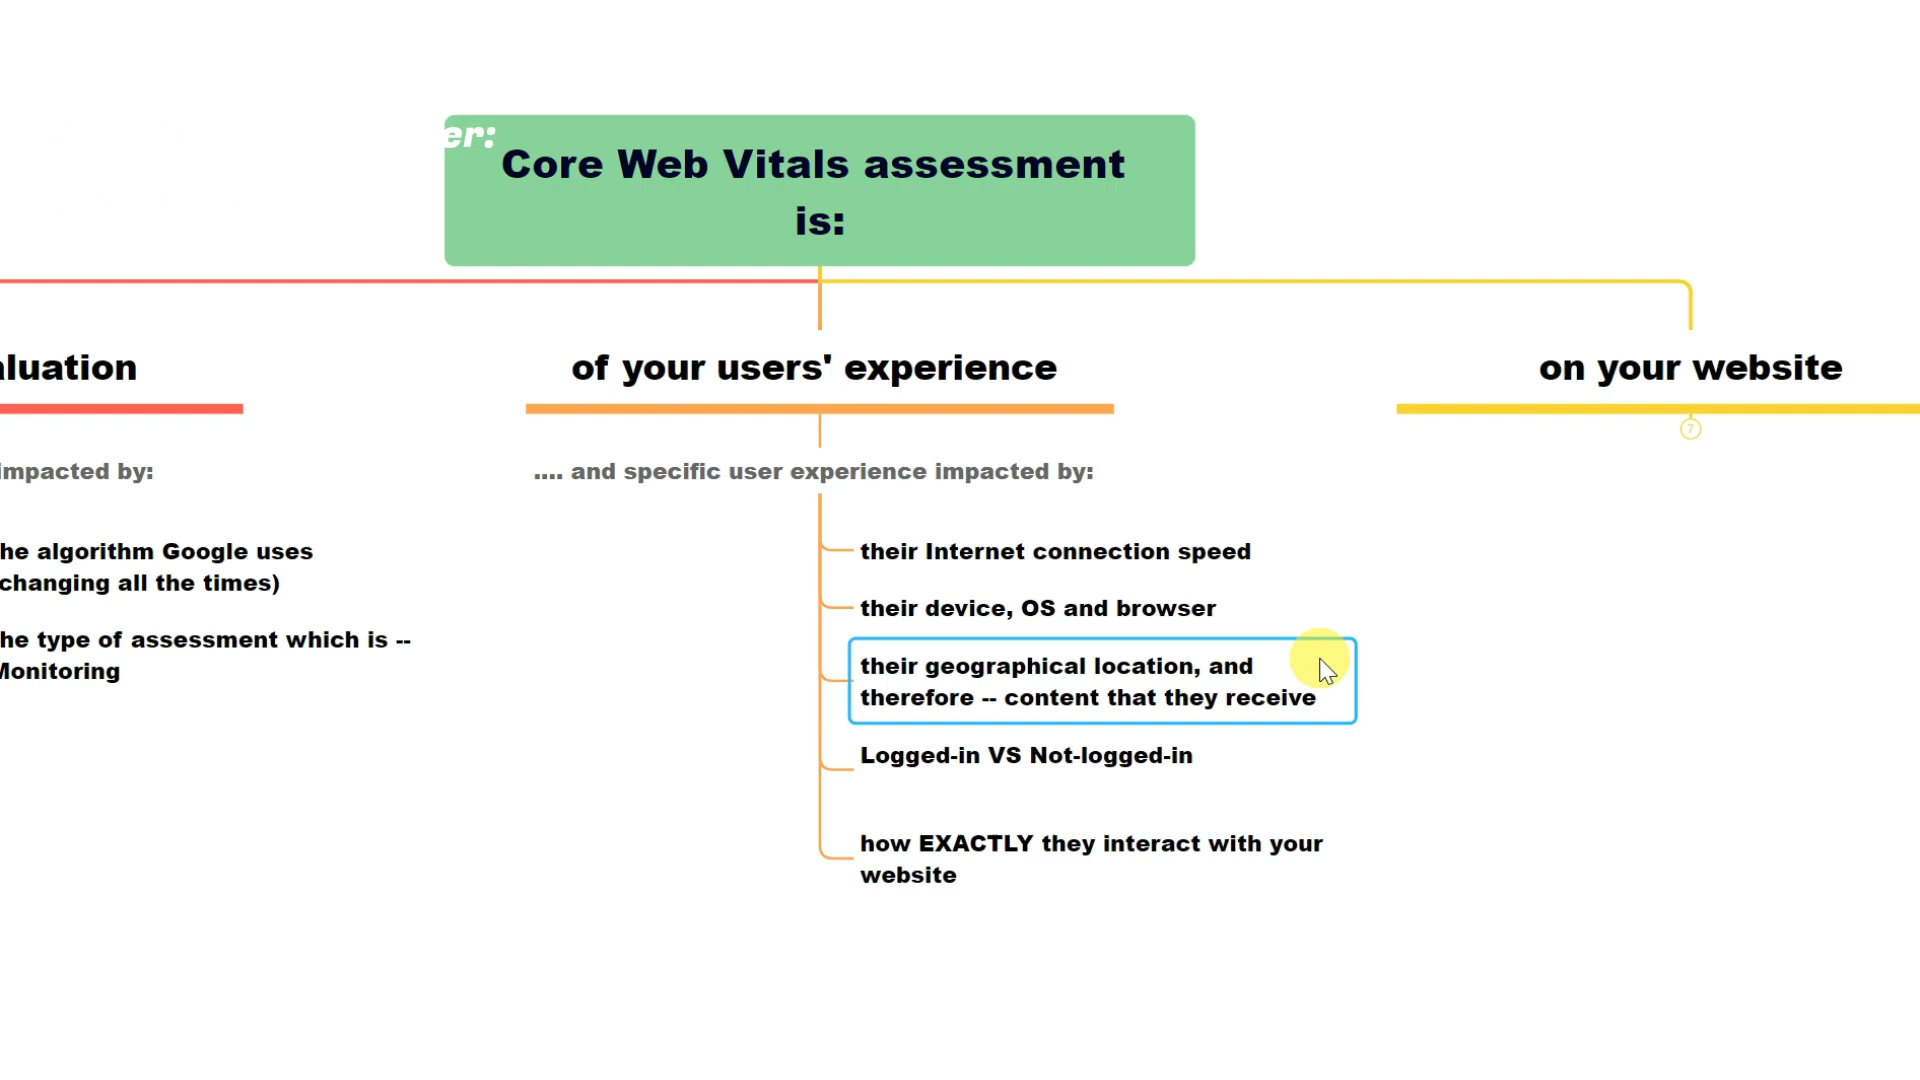 Core Web Vitals assessment
is:
impacted by:
he algorithm Google uses
changing all the times)
he type of assessment which is --
Monitoring
of your users' experience
.... and specific user experience impacted by:
their Internet connection speed
their device, OS and browser
their geographical location, and
therefore -- content that they receive
Logged-in VS Not-logged-in
how EXACTLY they interact with your
website
on your website
7